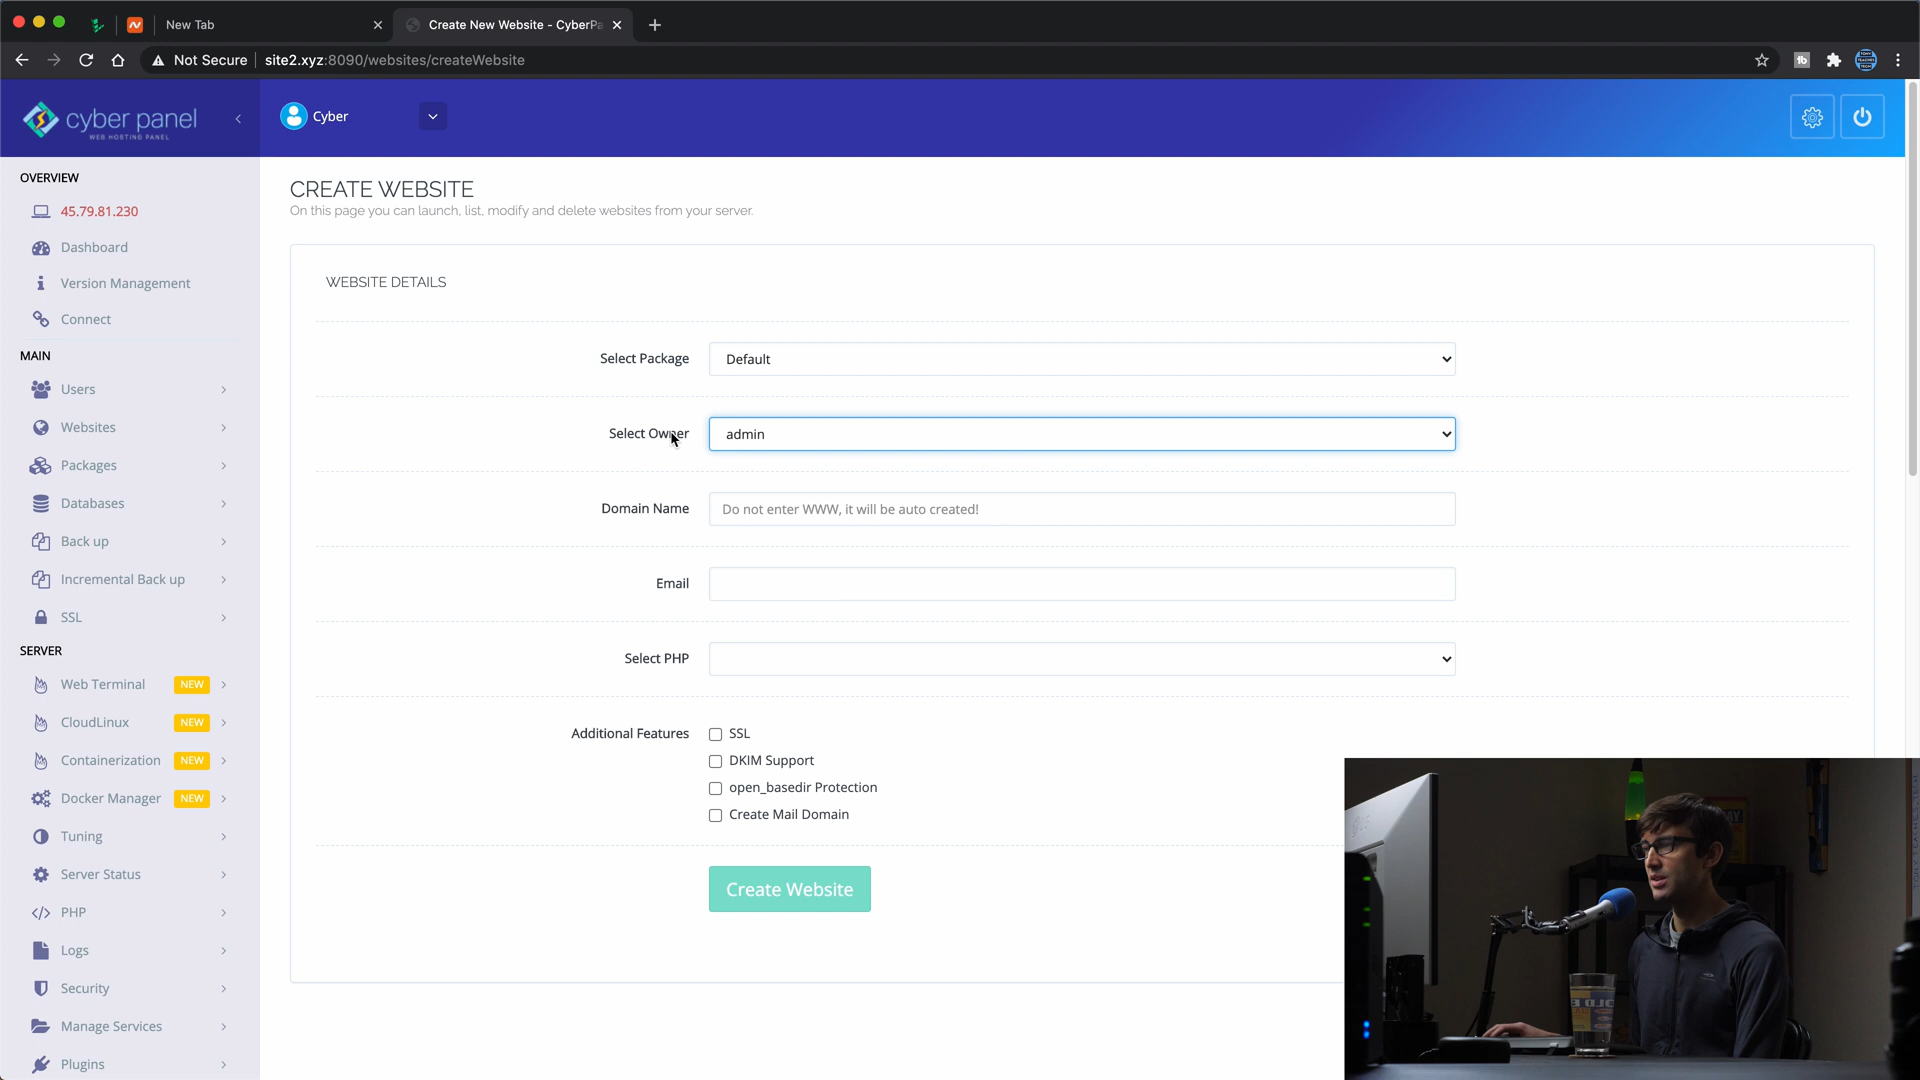 New Tab
Create New Website - CyberPa
Not Secure
site2.xyz:8090/websites/createWebsite
cyber panel
WEB HOSTING PANEL
Cyber
OVERVIEW
45.79.81.230
Dashboard
Version Management
Connect
MAIN
Users
Websites
Packages
Databases
Back up
Incremental Back up
SSL
SERVER
Web Terminal NEW
CloudLinux NEW
Containerization NEW
Docker Manager NEW
Tuning
Server Status
PHP
Logs
Security
Manage Services
Plugins
CREATE WEBSITE
On this page you can launch, list, modify and delete websites from your server.
WEBSITE DETAILS
Select Package Default
Select Owner admin
Domain Name Do not enter WWW, it will be auto created!
Email
Select PHP
Additional Features SSL
DKIM Support
open_basedir Protection
Create Mail Domain
Create Website